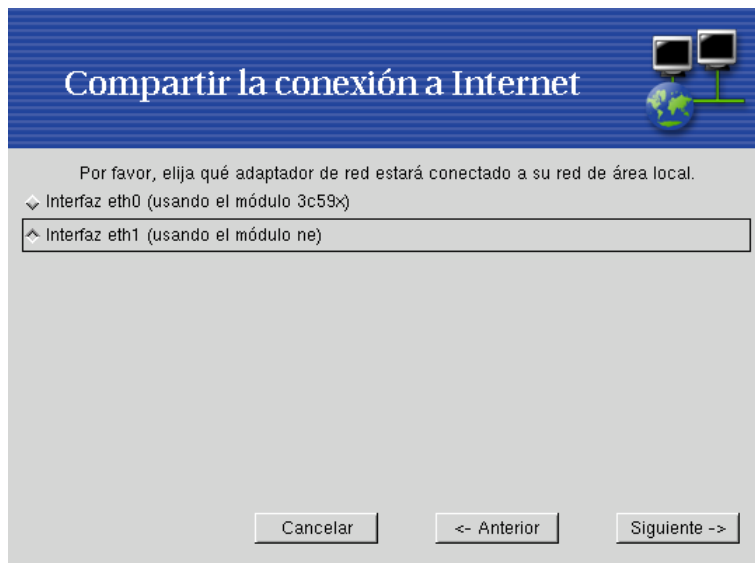 Compartir la conexión a Internet
Por favor, elija qué adaptador de red estará conectado a su red de área local.
Interfaz eth0 (usando el módulo 3c59x)
Interfaz eth1 (usando el módulo ne)
Cancelar
<- Anterior
Siguiente ->